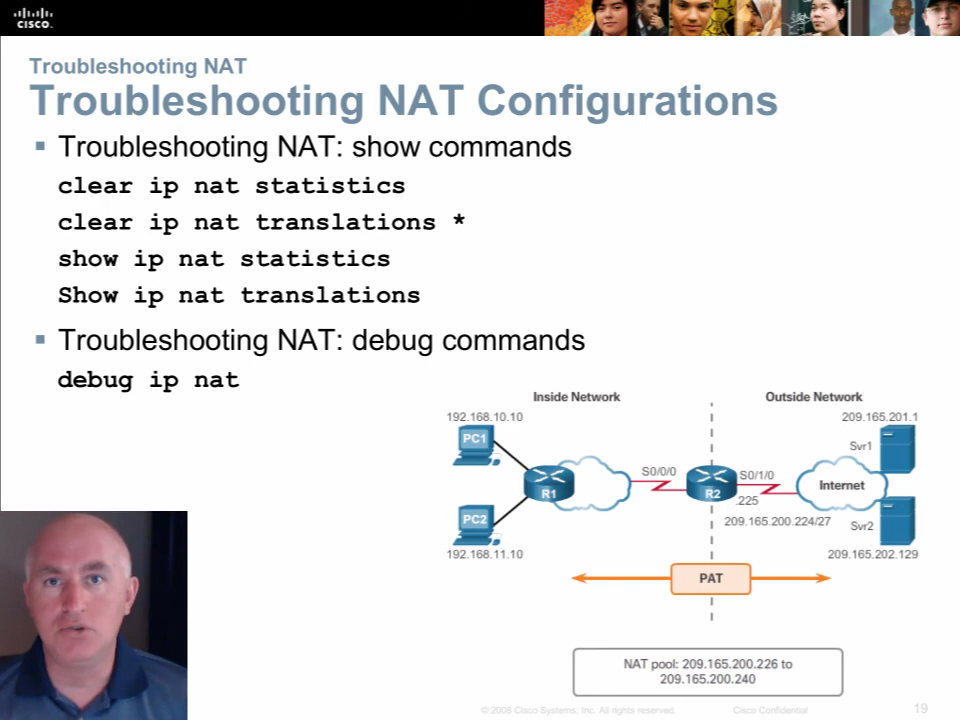 CISCO.
Troubleshooting NAT
Troubleshooting NAT Configurations
Troubleshooting NAT: show commands
clear ip nat statistics
clear ip nat translations *
show ip nat statistics
Show ip nat translations
Troubleshooting NAT: debug commands
debug ip nat
Inside Network
Outside Network
192.168.10.10
209.165.201.1
PC1
Svr1
S0/0/0
S0/1/0
R1
R2
Internet
.225
PC2
209.165.200.224/27
Svr2
192.168.11.10
209.165.202.129
PAT
NAT pool: 209.165.200.226 to
209.165.200.240
© 2008 Cisco Systems, Inc. All rights reserved.
Cisco Confidential
19